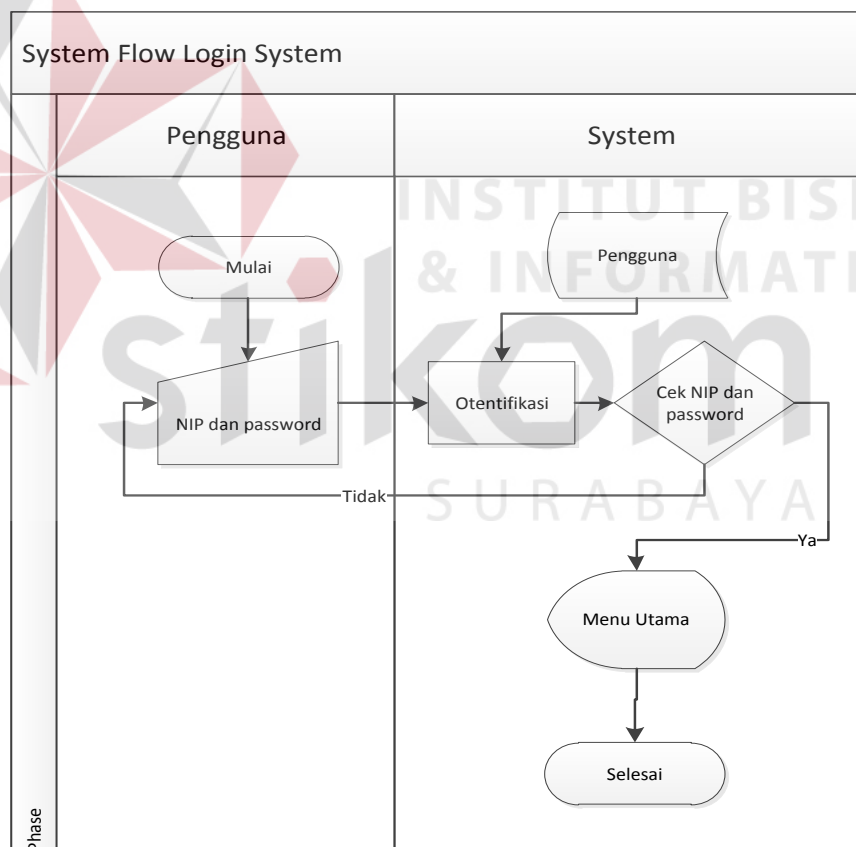 System Flow Login System
Pengguna
System
INSTITUT BISI
& INFORMATI
stikom
SURABAYA
Mulai
Pengguna
NIP dan password
Otentifikasi
Cek NIP dan
password
Tidak
Ya
Menu Utama
Selesai
Phase